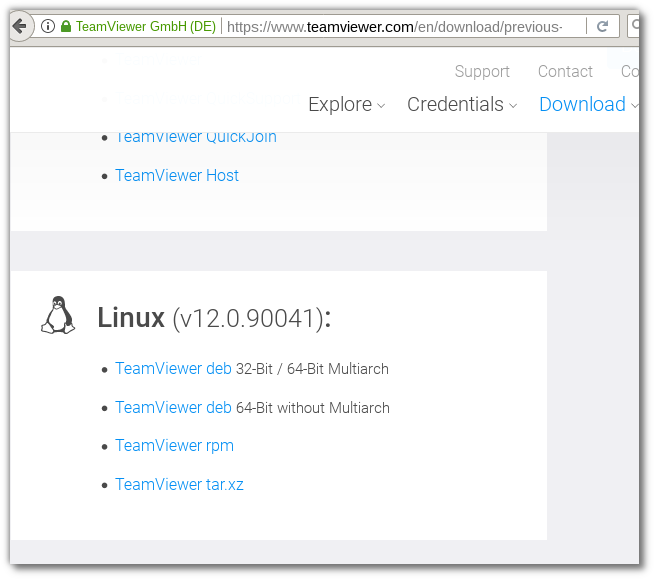 TeamViewer GmbH (DE) https://www.teamviewer.com/en/download/previous-
Support Contact Co
Explore Credentials Download
TeamViewer QuickJoin
TeamViewer Host
Linux (v12.0.90041):
TeamViewer deb 32-Bit / 64-Bit Multiarch
TeamViewer deb 64-Bit without Multiarch
TeamViewer rpm
TeamViewer tar.xz